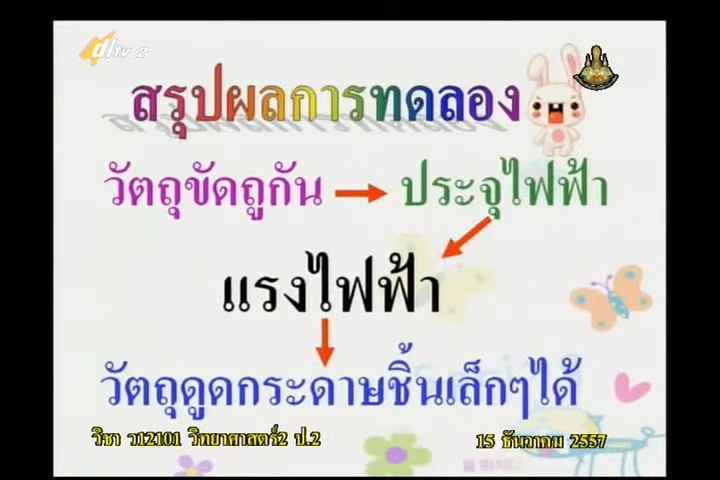 dltv 2
สรุปผลการทดลอง
วัตถุขัดถูกัน → ประจุไฟฟ้า
แรงไฟฟ้า
วัตถุดูดกระดาษชิ้นเล็กๆได้
วิชา ว12101 วิทยาศาสตร์2 ป.2 15 ธันวาคม 2557